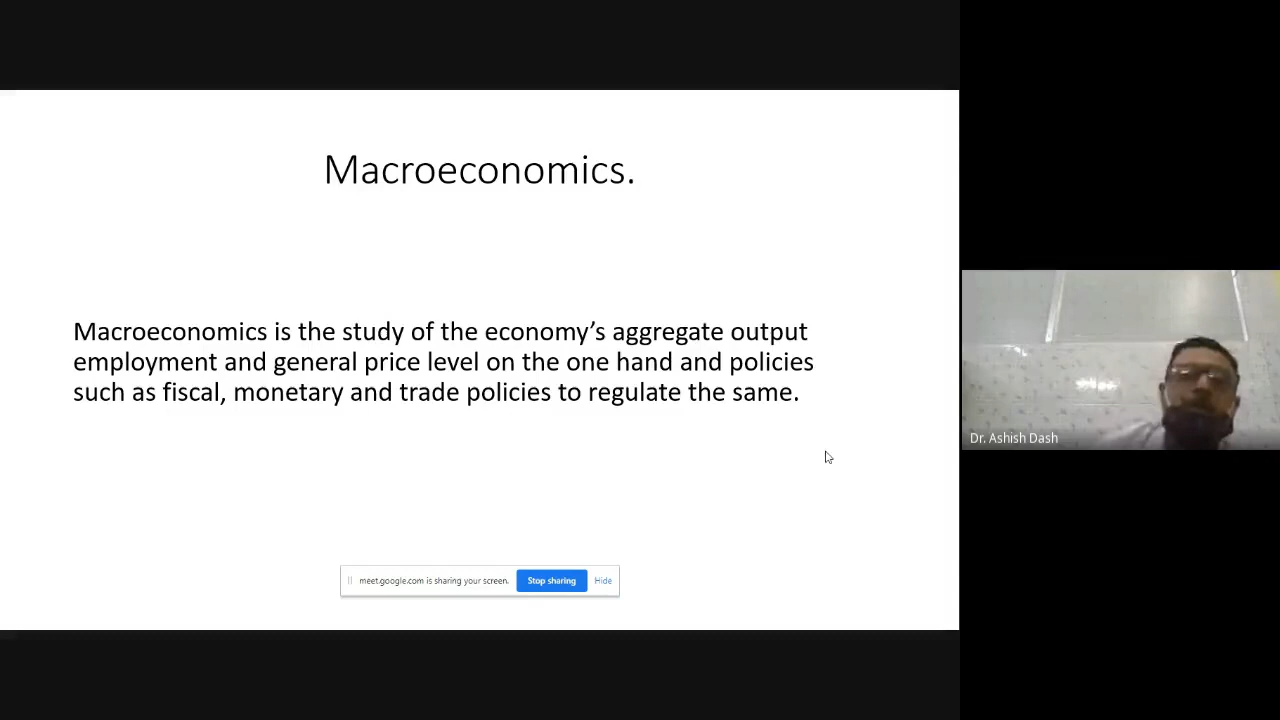 Macroeconomics.
Macroeconomics is the study of the economy’s aggregate output
employment and general price level on the one hand and policies
such as fiscal, monetary and trade policies to regulate the same.
Dr. Ashish Dash
meet.google.com is sharing your screen. Stop sharing Hide